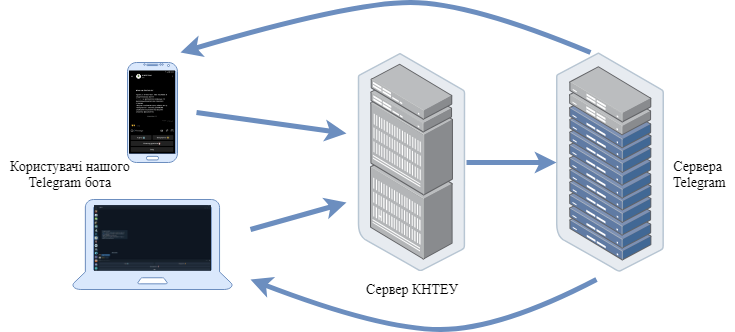 Користувачі нашого
Telegram бота
Сервер КНТЕУ
Сервера
Telegram